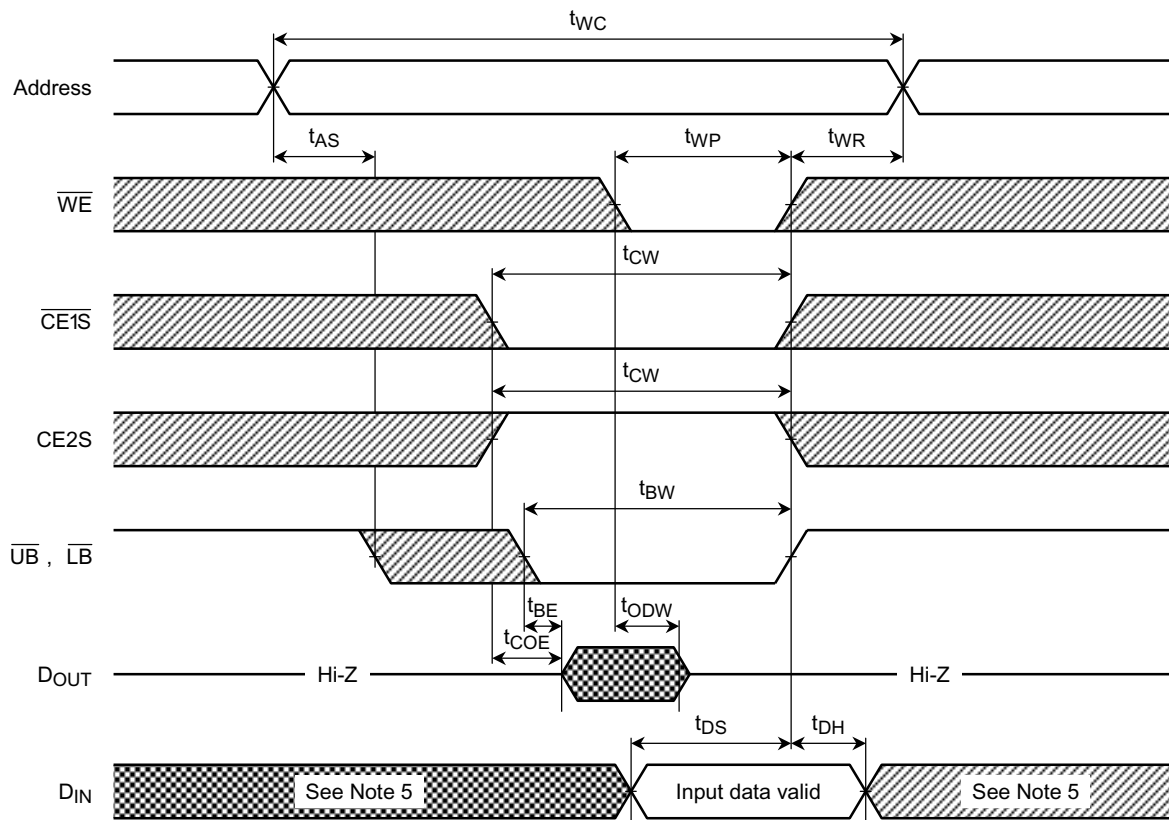 tWC
Address
tAS
tWP
tWR
WE
tCW
CE1S
tCW
CE2S
tBW
UB , LB
tBE
tODW
tCOE
DOUT
Hi-Z
Hi-Z
tDS
tDH
DIN
See Note 5
Input data valid
See Note 5